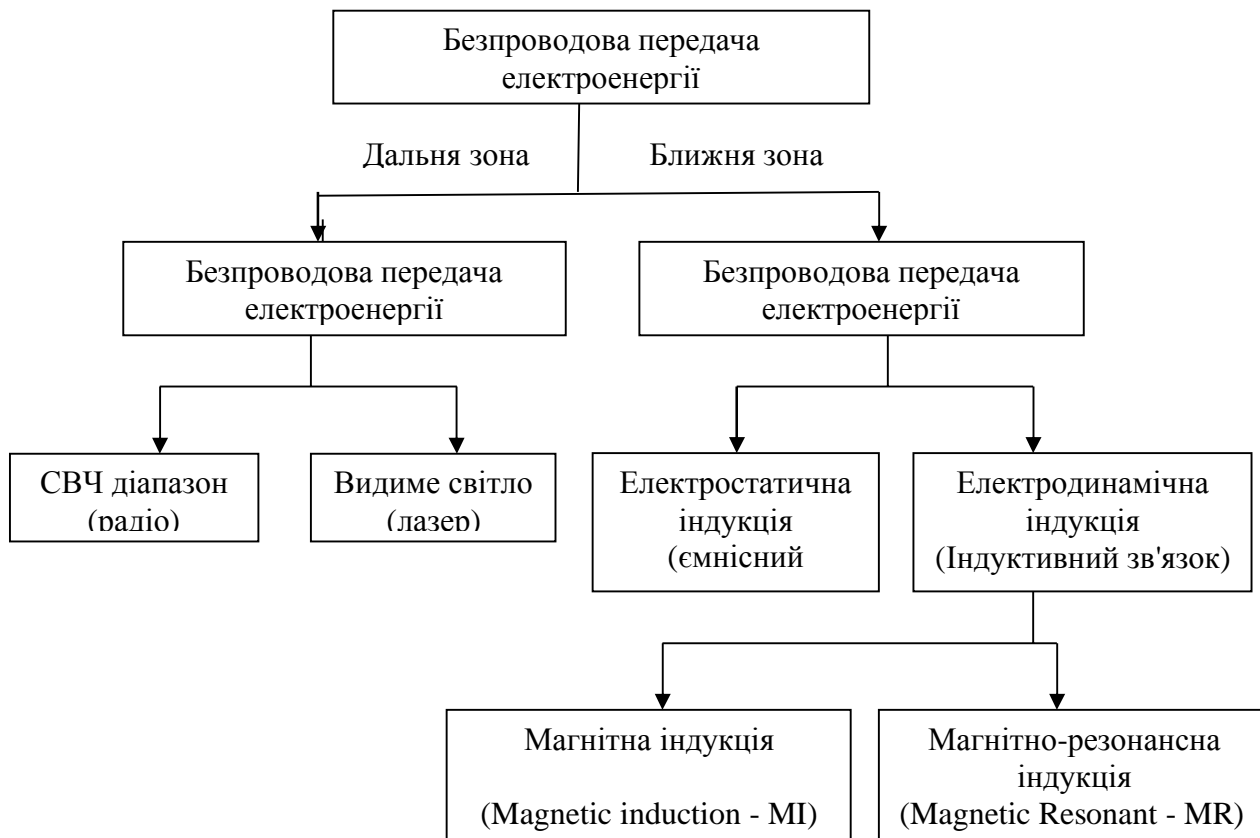 Безпроводова передача
електроенергії
Дальня зона
Ближня зона
Безпроводова передача
електроенергії
Безпроводова передача
електроенергії
СВЧ діапазон
(радіо)
Видиме світло
(лазер)
Електростатична
індукція
(ємнісний
Електродинамічна
індукція
(Індуктивний зв'язок)
Магнітна індукція
(Magnetic induction - MI)
Магнітно-резонансна
індукція
(Magnetic Resonant - MR)